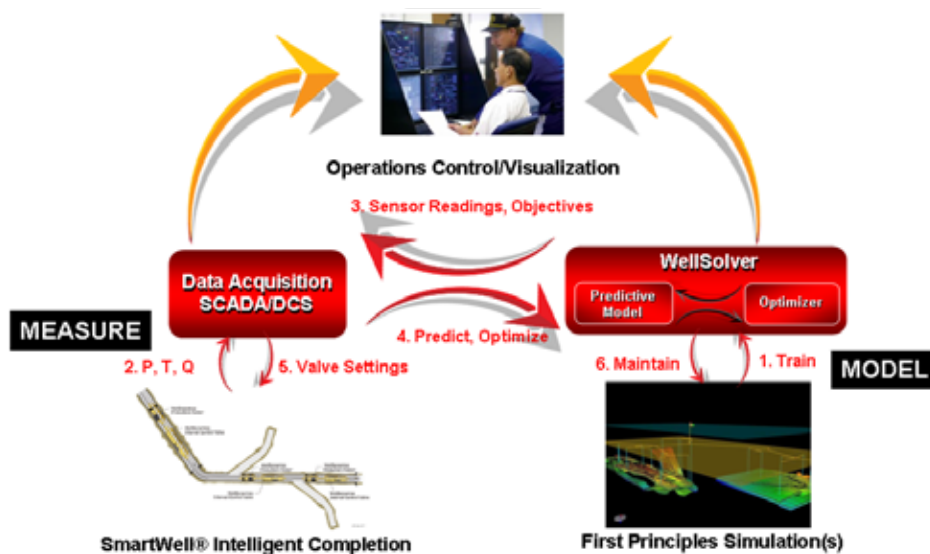 Operations Control/Visualization
3. Sensor Readings, Objectives
Data Acquisition
SCADA/DCS
WellSolver
Predictive
Model
Optimizer
MEASURE
4. Predict, Optimize
2. P, T, Q
5. Valve Settings
6. Maintain
1. Train
MODEL
SmartWell® Intelligent Completion
First Principles Simulation(s)